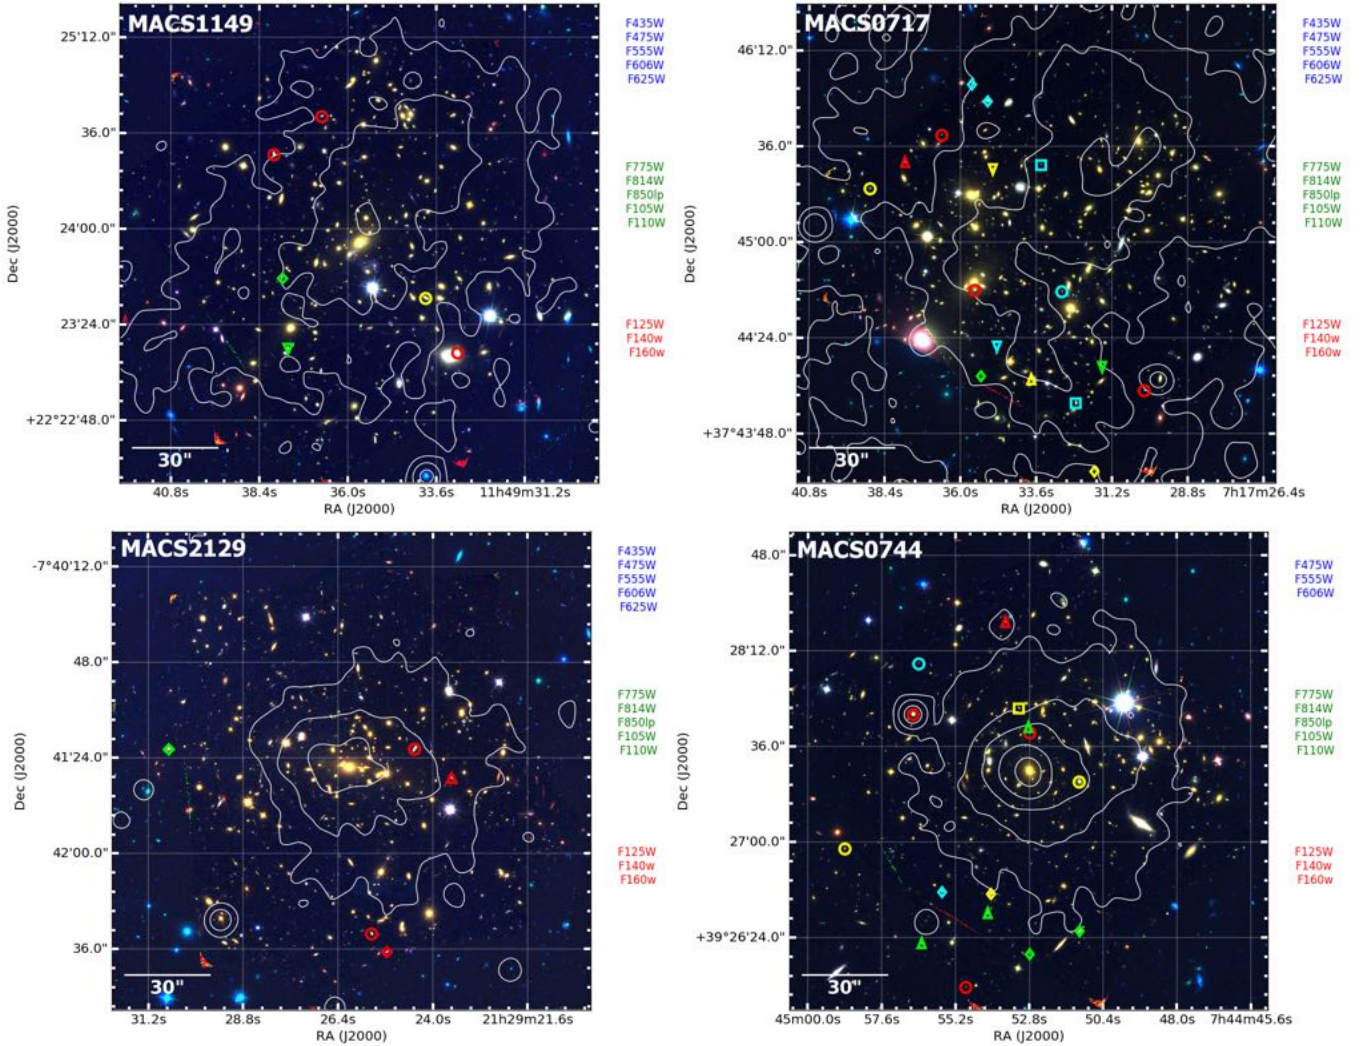 MACS1149
25'12.0"
36.0"
24'00.0"
23'24.0"
+22°22'48.0"
Dec (J2000)
30"
40.8s 38.4s 36.0s 33.6s 11h49m31.2s
RA (J2000)
F435W
F475W
F555W
F606W
F625W
F775W
F814W
F850lp
F105W
F110W
F125W
F140w
F160w
MACS0717
46'12.0"
36.0"
45'00.0"
44'24.0"
+37°43'48.0"
Dec (J2000)
30"
40.8s 38.4s 36.0s 33.6s 31.2s 28.8s 7h17m26.4s
RA (J2000)
F435W
F475W
F555W
F606W
F625W
F775W
F814W
F850lp
F105W
F110W
F125W
F140w
F160w
MACS2129
-7°40'12.0"
48.0"
41'24.0"
42'00.0"
36.0"
Dec (J2000)
30"
31.2s 28.8s 26.4s 24.0s 21h29m21.6s
RA (J2000)
F435W
F475W
F555W
F606W
F625W
F775W
F814W
F850lp
F105W
F110W
F125W
F140w
F160w
MACS0744
48.0"
28'12.0"
36.0"
27'00.0"
+39°26'24.0"
Dec (J2000)
30"
45m00.0s 57.6s 55.2s 52.8s 50.4s 48.0s 7h44m45.6s
RA (J2000)
F475W
F555W
F606W
F775W
F814W
F850lp
F105W
F110W
F125W
F140w
F160w